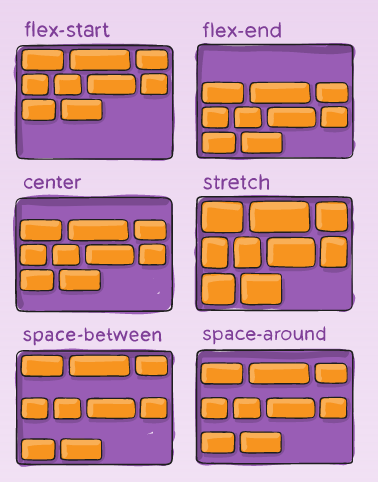 flex-start
flex-end
center
stretch
space-between
space-around